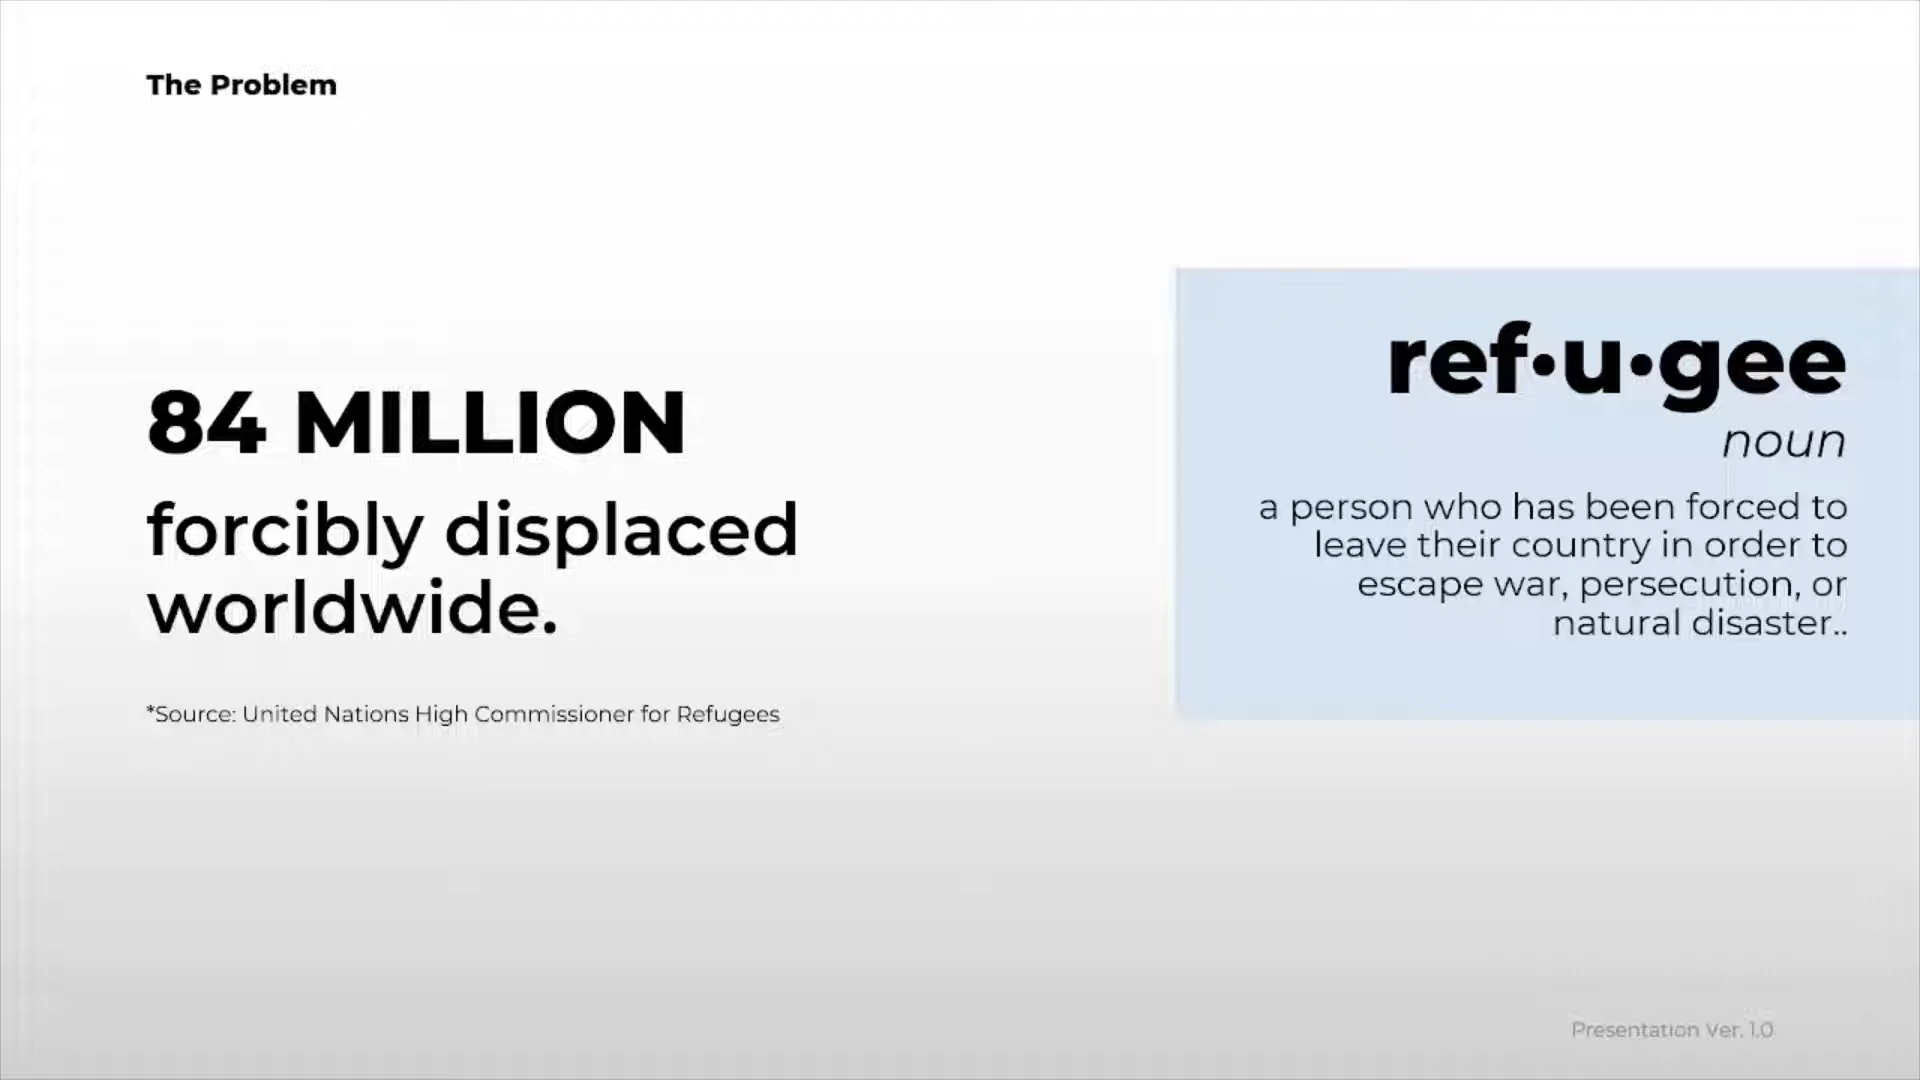 The Problem
84 MILLION
forcibly displaced
worldwide.
*Source: United Nations High Commissioner for Refugees
ref•u•gee
noun
a person who has been forced to
leave their country in order to
escape war, persecution, or
natural disaster..
Presentation Ver. 1.0